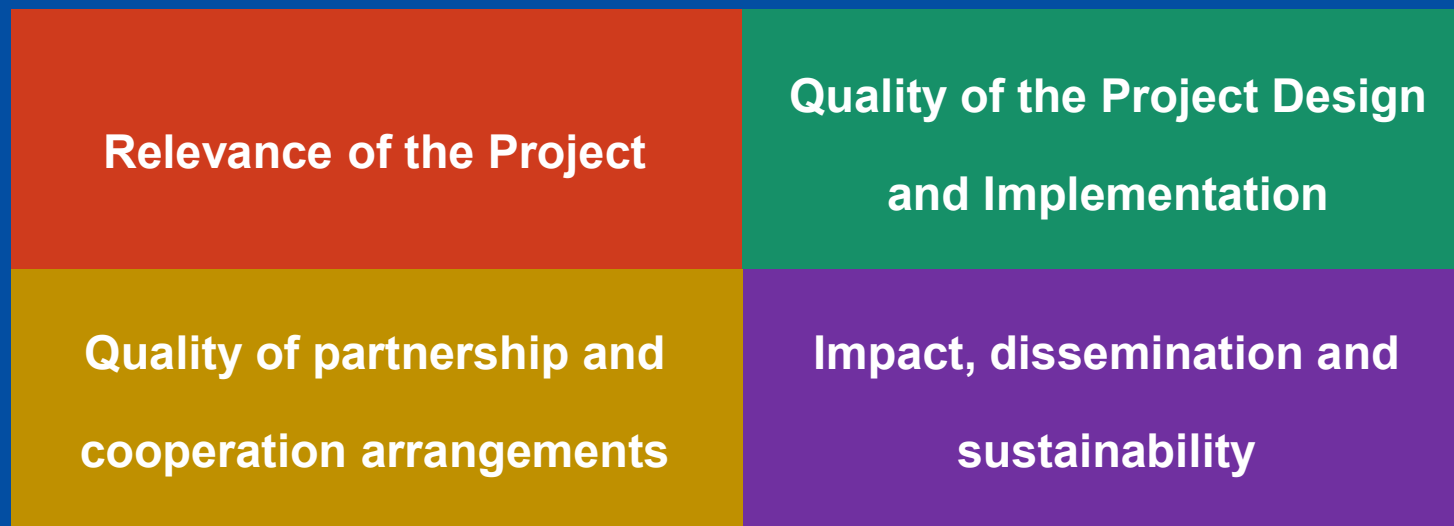 Relevance of the Project
Quality of the Project Design
and Implementation
Quality of partnership and
cooperation arrangements
Impact, dissemination and
sustainability